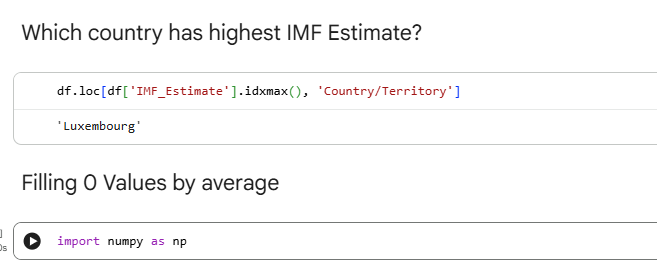 Which country has highest IMF Estimate?
df.loc[df['IMF_Estimate'].idxmax(), 'Country/Territory']
'Luxembourg'
Filling 0 Values by average
]
0s
import numpy as np